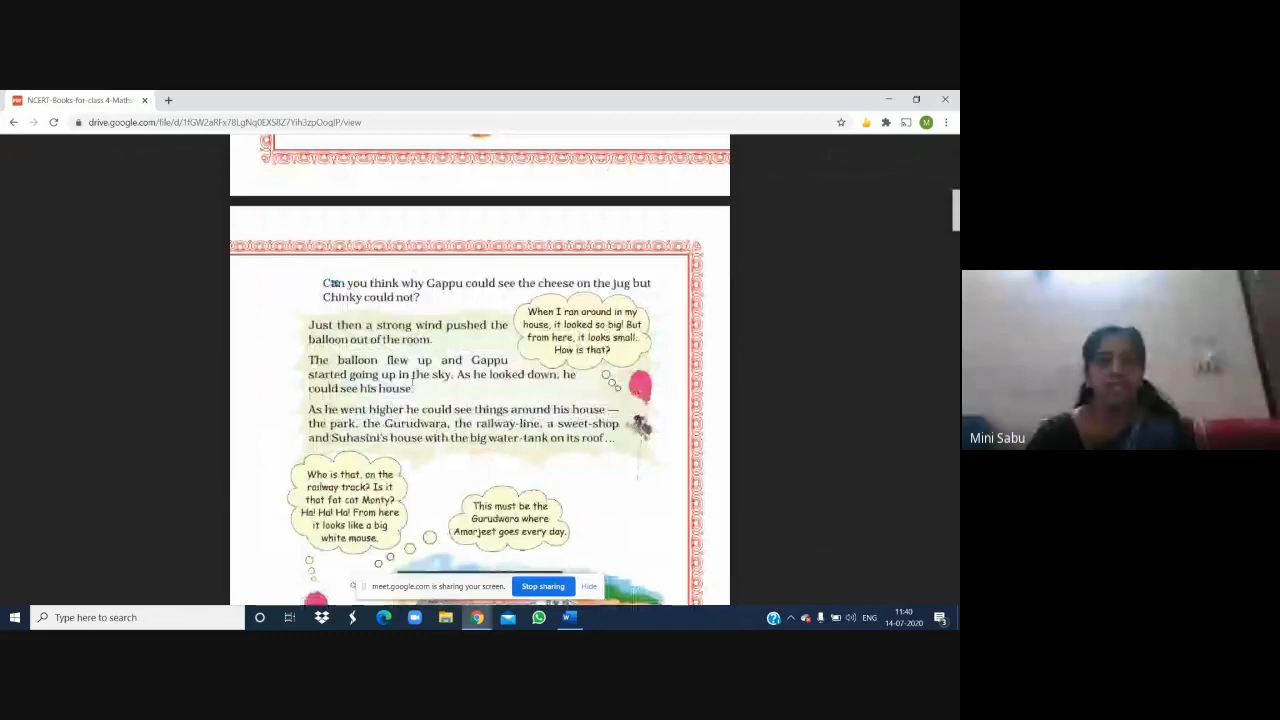 NCERT-Books-for-class 4-Maths
drive.google.com/file/d/1fGW2aRFx78LgNq0EXS8Z7Yih3zpOoqIP/view
M
Can you think why Gappu could see the cheese on the jug but
Chinky could not?
When I ran around in my
house, it looked so big! But
from here, it looks small.
How is that?
Just then a strong wind pushed the
balloon out of the room.
The balloon flew up and Gappu
started going up in the sky. As he looked down, he
could see his house.
As he went higher he could see things around his house —
the park, the Gurudwara, the railway-line, a sweet-shop
and Suhasini's house with the big water-tank on its roof...
Who is that, on the
railway track? Is it
that fat cat Monty?
Ha! Ha! Ha! From here
it looks like a big
white mouse.
This must be the
Gurudwara where
Amarjeet goes every day.
meet.google.com is sharing your screen.
Stop sharing
Hide
Mini Sabu
Type here to search
ENG
11:40
14-07-2020